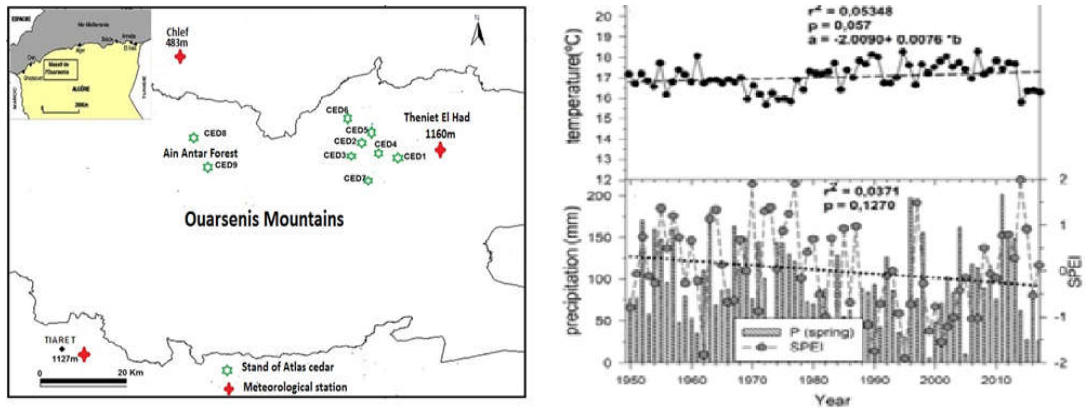 ESPAGNE
Mer Méditerranée
Alger
Massif de
l'Ouarsenis
MAROC
ALGÉRIE
TUNISIE
200Km
N
Chlef
483m
CED6
CED5
CED2
CED4
CED3
CED1
CED7
Theniet El Had
1160m
CED8
Ain Antar Forest
CED9
Ouarsenis Mountains
TIARET
1127m
0 20 Km
Stand of Atlas cedar
Meteorological station
r² = 0,05348
p = 0,057
a = -2.0090+ 0.0076 *b
temperature(°C)
20
19
18
17
16
15
14
13
12
r² = 0,0371
p = 0,1270
precipitation (mm)
200
150
100
50
0
P (spring)
SPEI
2
1
0
-1
-2
SPEI
1950 1960 1970 1980 1990 2000 2010
Year